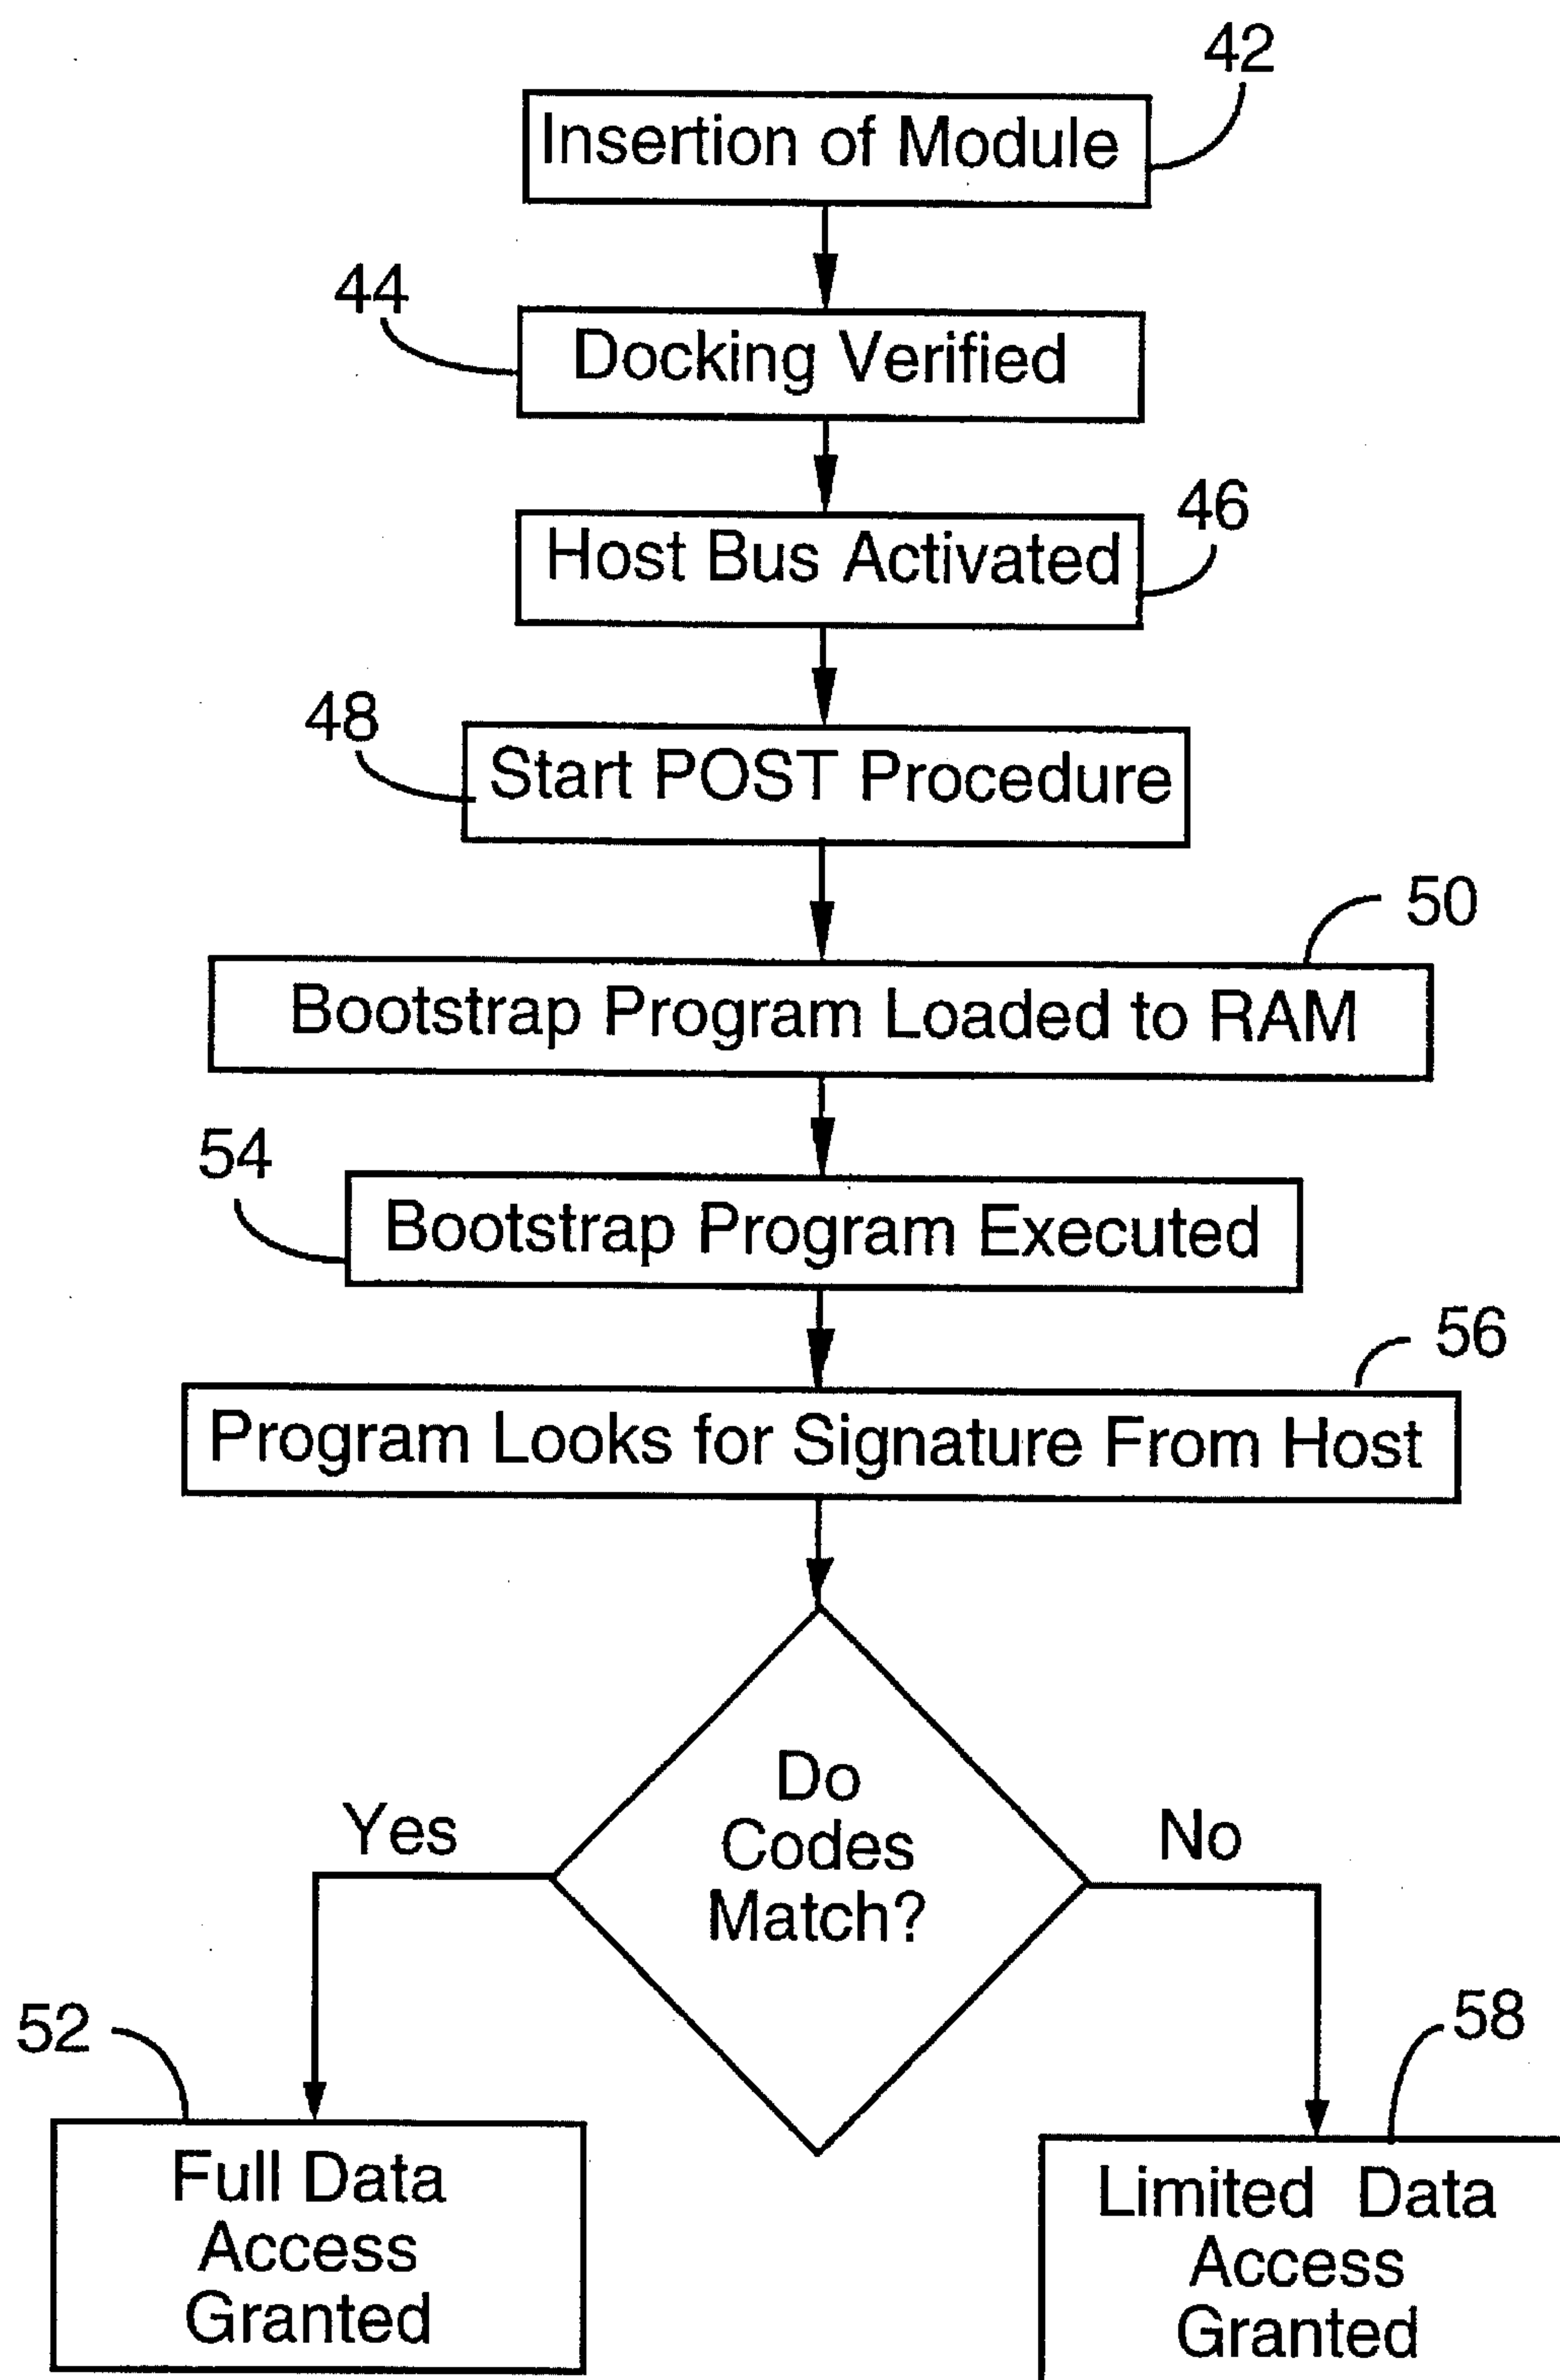 42
Insertion of Module
44
Docking Verified
46
Host Bus Activated
48
Start POST Procedure
50
Bootstrap Program Loaded to RAM
54
Bootstrap Program Executed
56
Program Looks for Signature From Host
Do
Codes
Match?
Yes
No
52
58
Full Data
Access
Granted
Limited Data
Access
Granted